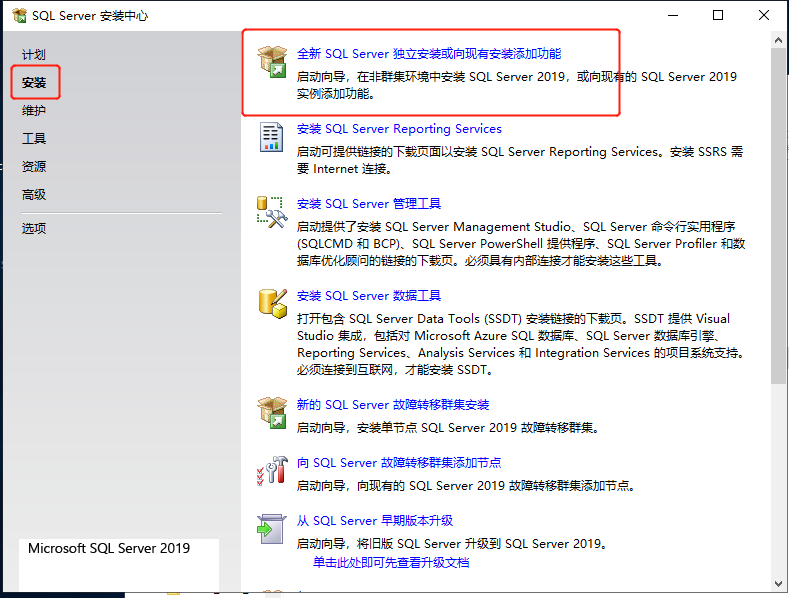 SQL Server 安装中心
计划
安装
维护
工具
资源
高级
选项
Microsoft SQL Server 2019
全新 SQL Server 独立安装或向现有安装添加功能
启动向导，在非群集环境中安装 SQL Server 2019，或向现有的 SQL Server 2019
实例添加功能。
安装 SQL Server Reporting Services
启动可提供链接的下载页面以安装 SQL Server Reporting Services。安装 SSRS 需
要 Internet 连接。
安装 SQL Server 管理工具
启动提供了安装 SQL Server Management Studio、SQL Server 命令行实用程序
(SQLCMD 和 BCP)、SQL Server PowerShell 提供程序、SQL Server Profiler 和数
据库优化顾问的链接的下载页。必须具有内部连接才能安装这些工具。
安装 SQL Server 数据工具
打开包含 SQL Server Data Tools (SSDT) 安装链接的下载页。SSDT 提供 Visual
Studio 集成，包括对 Microsoft Azure SQL 数据库、SQL Server 数据库引擎、
Reporting Services、Analysis Services 和 Integration Services 的项目系统支持。
必须连接到互联网，才能安装 SSDT。
新的 SQL Server 故障转移群集安装
启动向导，安装单节点 SQL Server 2019 故障转移群集。
向 SQL Server 故障转移群集添加节点
启动向导，向现有的 SQL Server 2019 故障转移群集添加节点。
从 SQL Server 早期版本升级
启动向导，将旧版 SQL Server 升级到 SQL Server 2019。
单击此处即可先查看升级文档